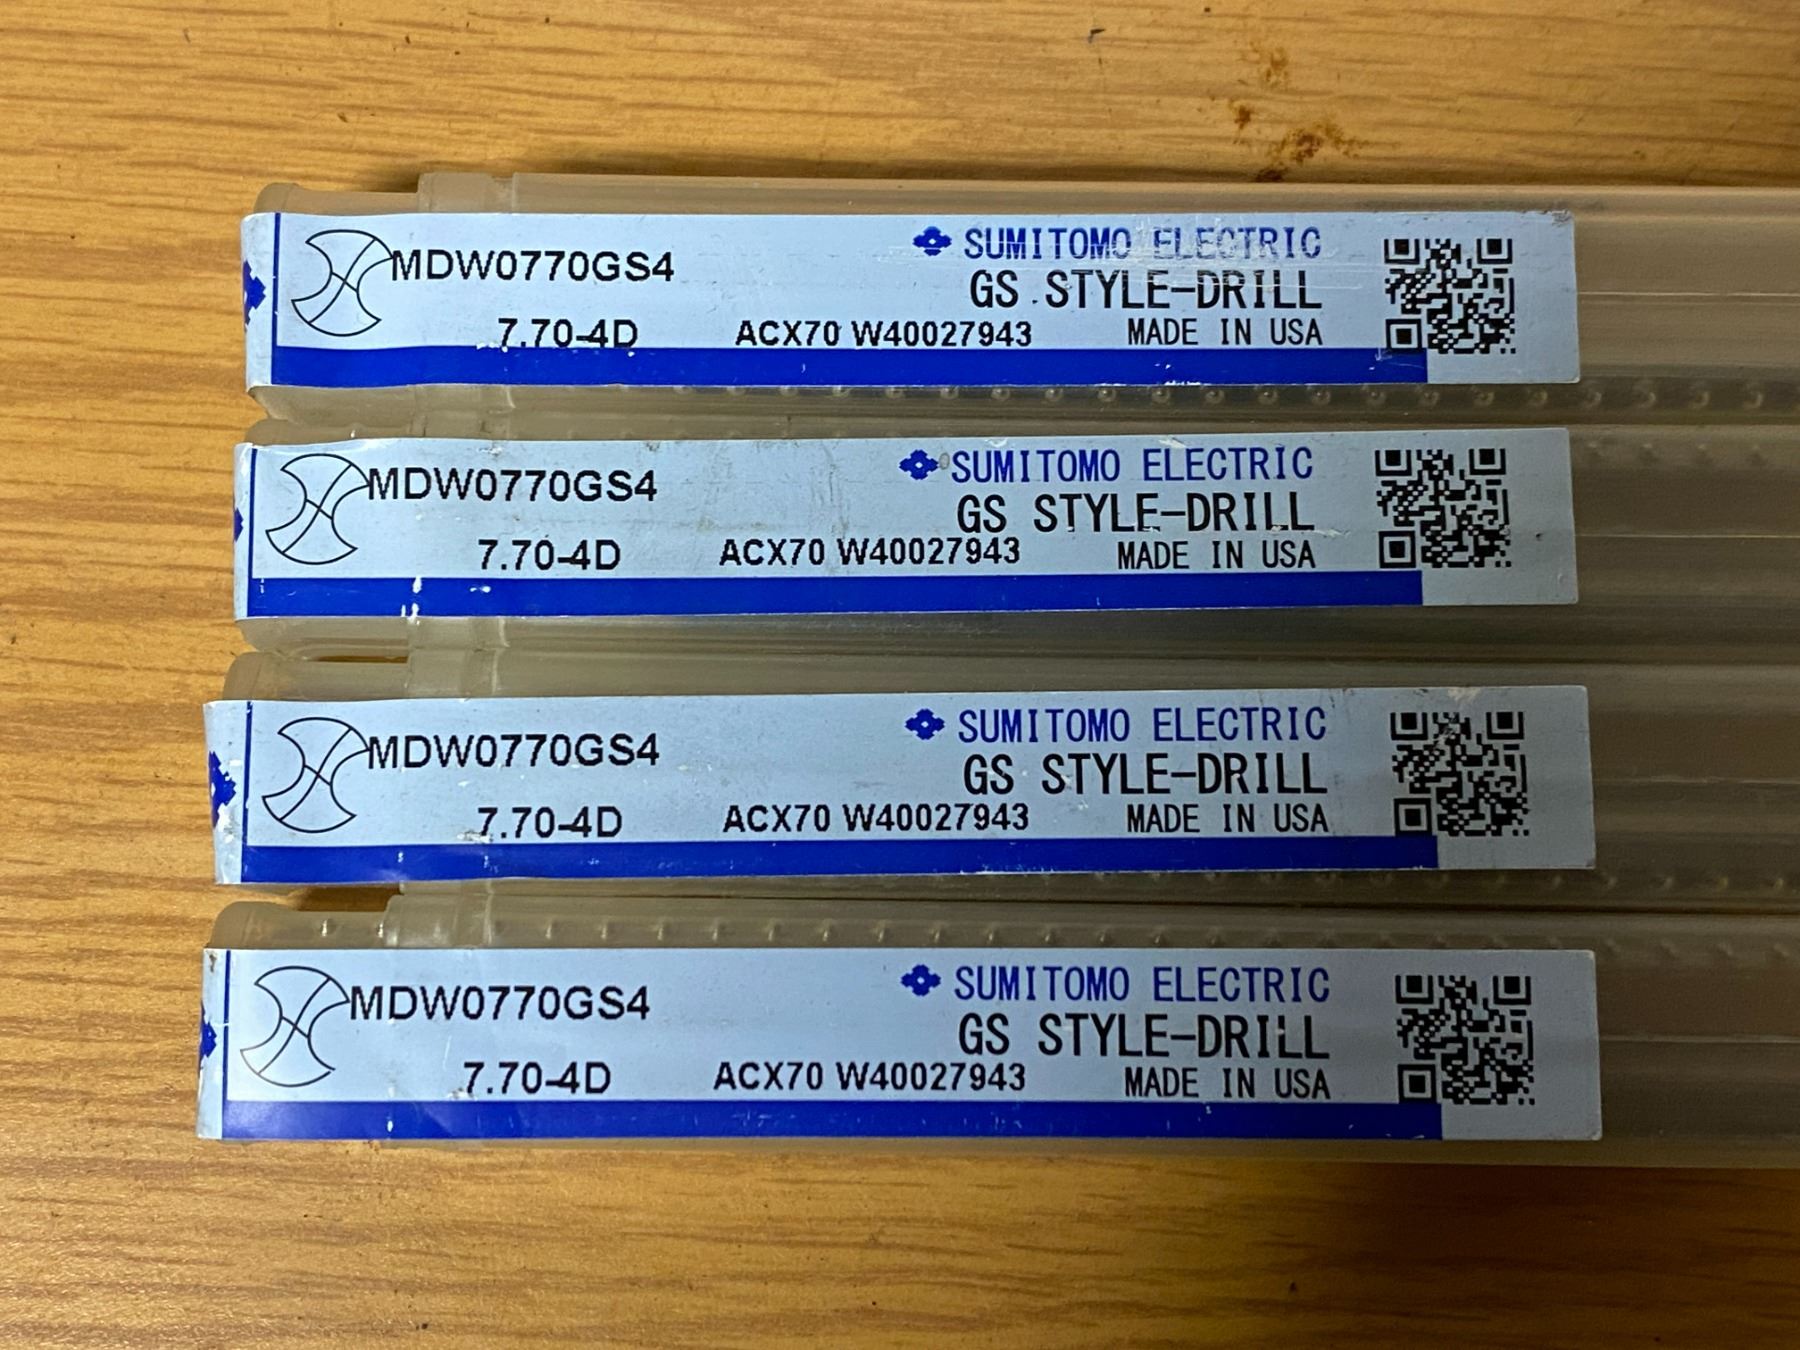 MDW0770GS4
SUMITOMO ELECTRIC
GS STYLE-DRILL
7.70-4D ACX70 W40027943 MADE IN USA
MDW0770GS4
SUMITOMO ELECTRIC
GS STYLE-DRILL
7.70-4D ACX70 W40027943 MADE IN USA
MDW0770GS4
SUMITOMO ELECTRIC
GS STYLE-DRILL
7.70-4D ACX70 W40027943 MADE IN USA
MDW0770GS4
SUMITOMO ELECTRIC
GS STYLE-DRILL
7.70-4D ACX70 W40027943 MADE IN USA